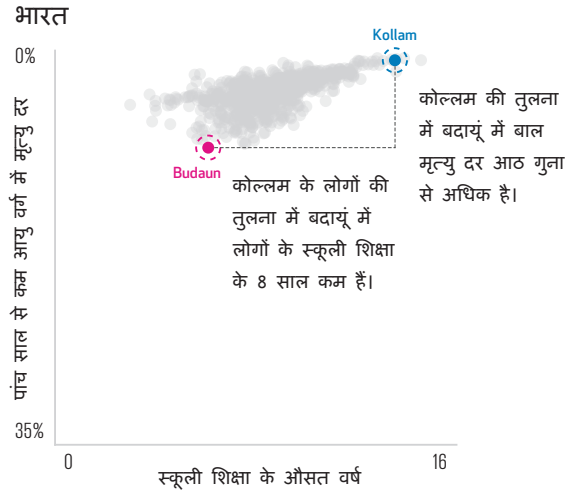 भारत
0%
Kollam
कोल्लम की तुलना
में बदायूं में बाल
मृत्यु दर आठ गुना
से अधिक है।
Budaun
कोल्लम के लोगों की
तुलना में बदायूं में
लोगों के स्कूली शिक्षा
के 8 साल कम हैं।
पांच साल से कम आयु वर्ग में मृत्यु दर
35%
0
16
स्कूली शिक्षा के औसत वर्ष